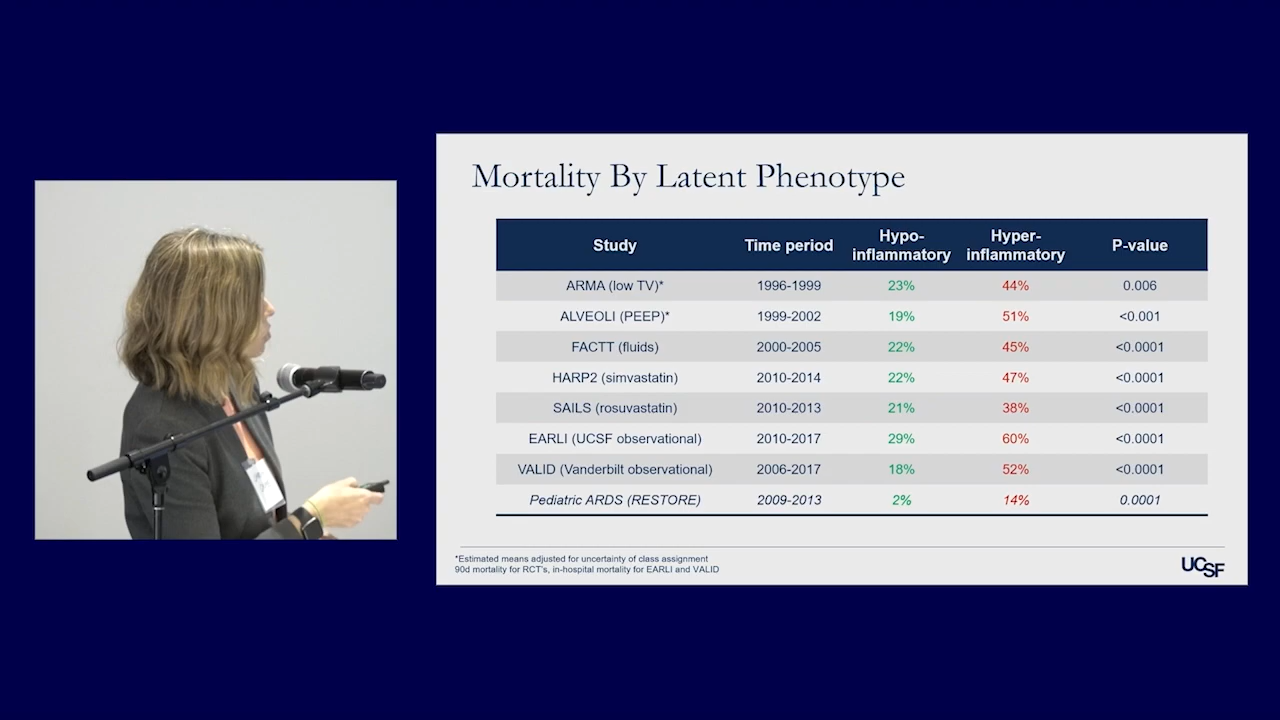 Mortality By Latent Phenotype
Study Time period Hypo-inflammatory Hyper-inflammatory P-value
ARMA (low TV)* 1996-1999 23% 44% 0.006
ALVEOLI (PEEP)* 1999-2002 19% 51% <0.001
FACTT (fluids) 2000-2005 22% 45% <0.0001
HARP2 (simvastatin) 2010-2014 22% 47% <0.0001
SAILS (rosuvastatin) 2010-2013 21% 38% <0.0001
EARLI (UCSF observational) 2010-2017 29% 60% <0.0001
VALID (Vanderbilt observational) 2006-2017 18% 52% <0.0001
Pediatric ARDS (RESTORE) 2009-2013 2% 14% 0.0001
*Estimated means adjusted for uncertainty of class assignment
90d mortality for RCT's, in-hospital mortality for EARLI and VALID
UCSF